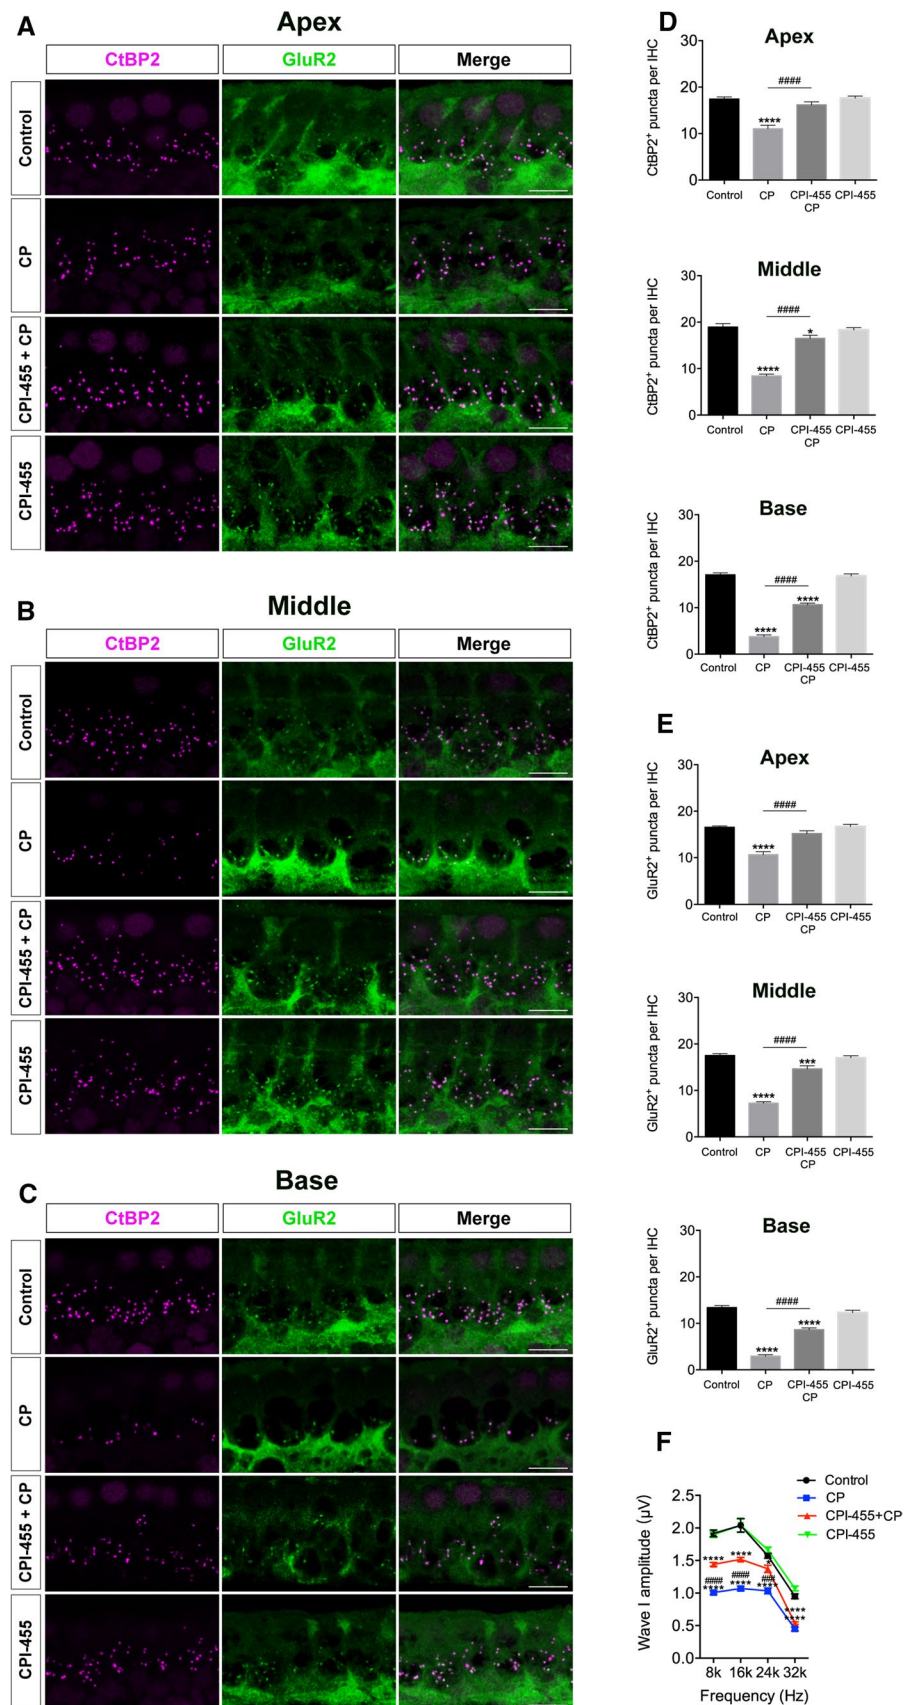 A
Apex
CtBP2 GluR2 Merge
Control
CP
CPI-455 + CP
CPI-455
B
Middle
CtBP2 GluR2 Merge
Control
CP
CPI-455 + CP
CPI-455
C
Base
CtBP2 GluR2 Merge
Control
CP
CPI-455 + CP
CPI-455
D
Apex
CtBP2⁺ puncta per IHC
30
20
10
0
####
****
Control CP CPI-455 CPI-455
CP
Middle
CtBP2⁺ puncta per IHC
30
20
10
0
####
*
****
Control CP CPI-455 CPI-455
CP
Base
CtBP2⁺ puncta per IHC
30
20
10
0
####
****
****
Control CP CPI-455 CPI-455
CP
E
Apex
GluR2⁺ puncta per IHC
30
20
10
0
####
****
Control CP CPI-455 CPI-455
CP
Middle
GluR2⁺ puncta per IHC
30
20
10
0
####
***
****
Control CP CPI-455 CPI-455
CP
Base
GluR2⁺ puncta per IHC
30
20
10
0
####
****
****
Control CP CPI-455 CPI-455
CP
F
Control
CP
CPI-455+CP
CPI-455
Wave I amplitude (µV)
2.5
2.0
1.5
1.0
0.5
0.0
**** ****
*
#### #### ###
**** **** ****
****
****
8k 16k 24k 32k
Frequency (Hz)